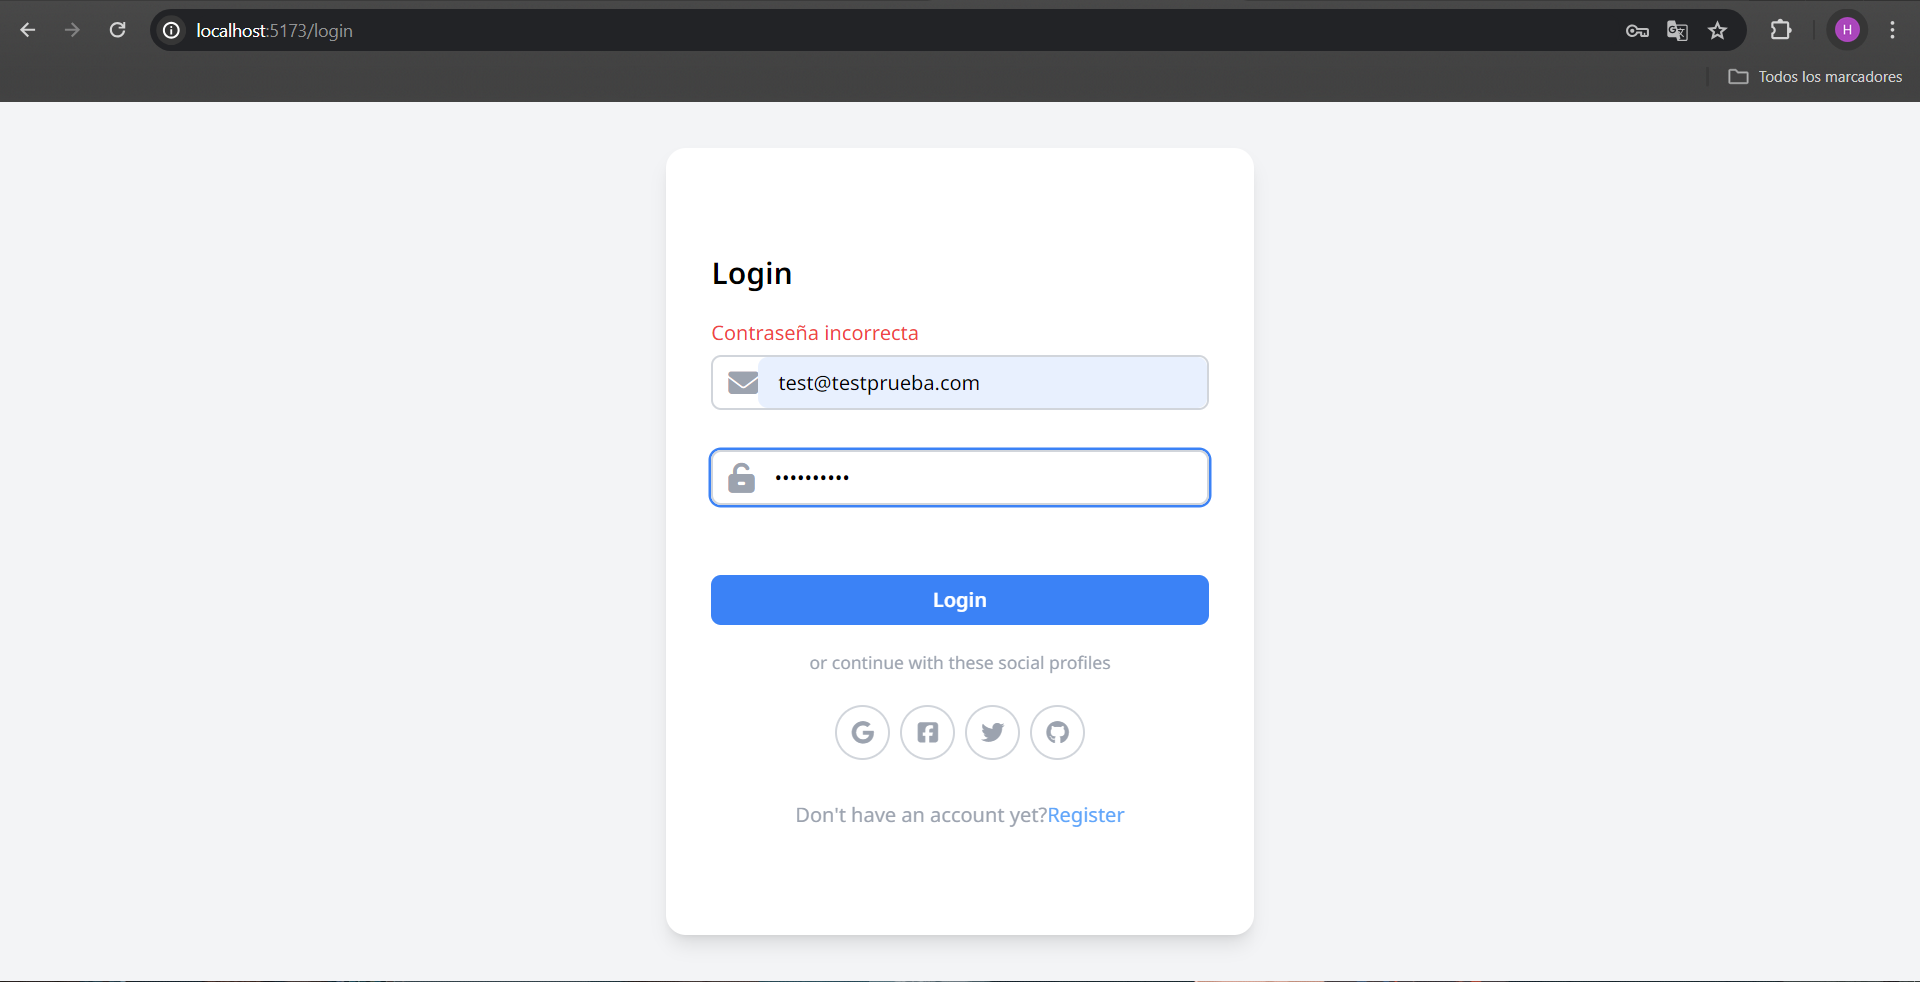 localhost:5173/login
H
Todos los marcadores
Login
Contraseña incorrecta
test@testprueba.com
••••••••••
Login
or continue with these social profiles
Don't have an account yet?Register